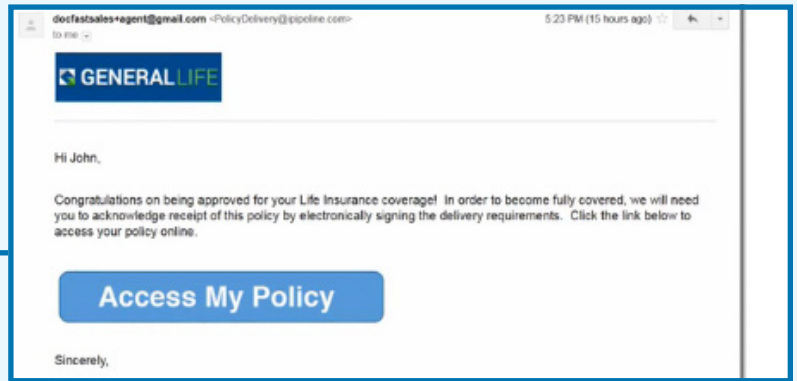 docfastsales+agent@gmail.com <PolicyDelivery@ipipeline.com> 5:23 PM (15 hours ago)
to me
GENERALLIFE
Hi John,
Congratulations on being approved for your Life Insurance coverage! In order to become fully covered, we will need
you to acknowledge receipt of this policy by electronically signing the delivery requirements. Click the link below to
access your policy online.
Access My Policy
Sincerely,